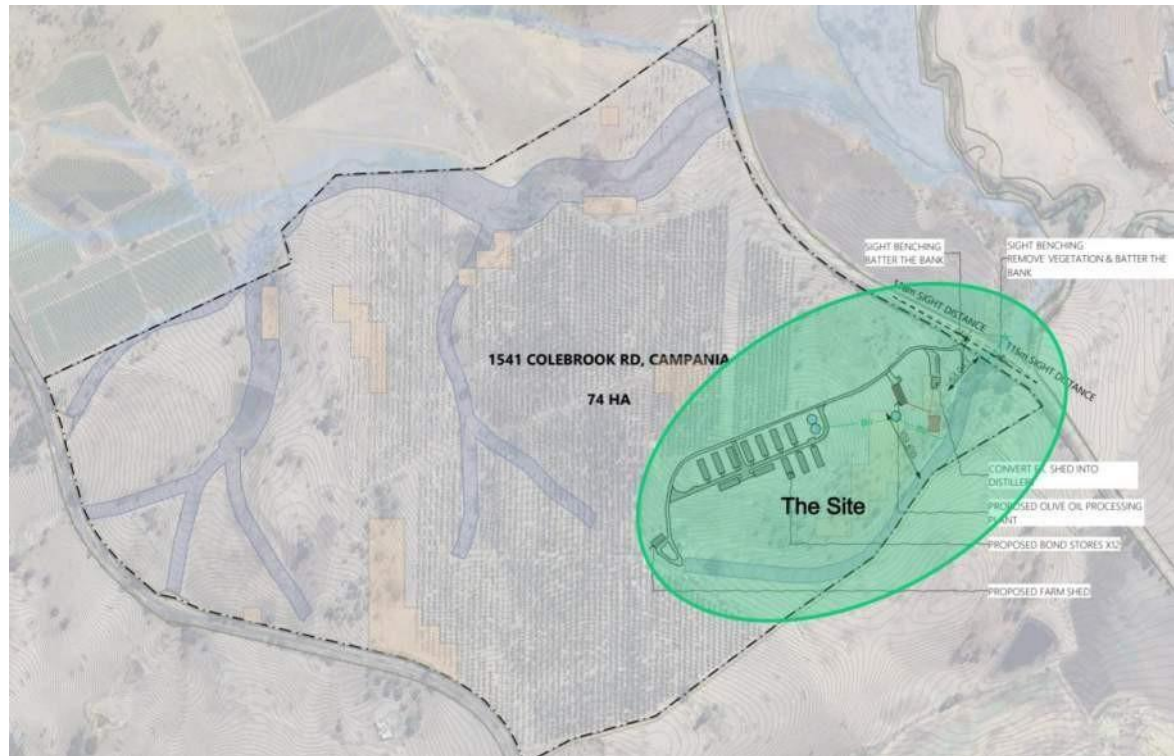 SIGHT BENCHING
BATTER THE BANK
SIGHT BENCHING
REMOVE VEGETATION & BATTER THE
BANK
SIGHT DISTANCE
115m SIGHT DISTANCE
1541 COLEBROOK RD, CAMPANIA
74 HA
CONVERT EX. SHED INTO
DISTILLERY
The Site
PROPOSED OLIVE OIL PROCESSING
PLANT
PROPOSED BOND STORES X12
PROPOSED FARM SHED